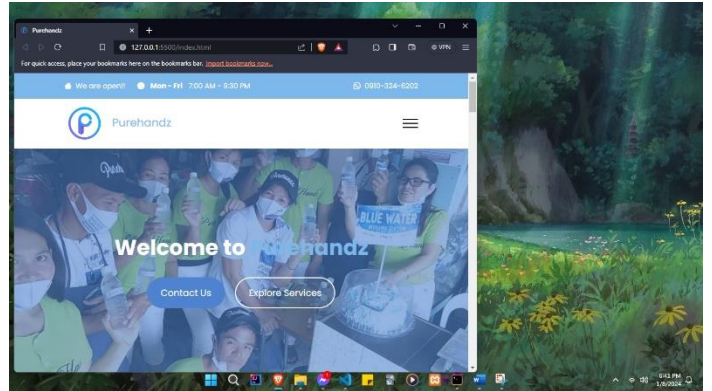 Purehandz
127.0.0.1:5500/index.html
VPN
For quick access, place your bookmarks here on the bookmarks bar. Import bookmarks now...
We are open!! Mon - Fri 7:00 AM - 9:30 PM 0910-334-6202
Purehandz
BLUE WATER
Welcome to Purehandz
Contact Us Explore Services
6:41 PM
1/8/2024